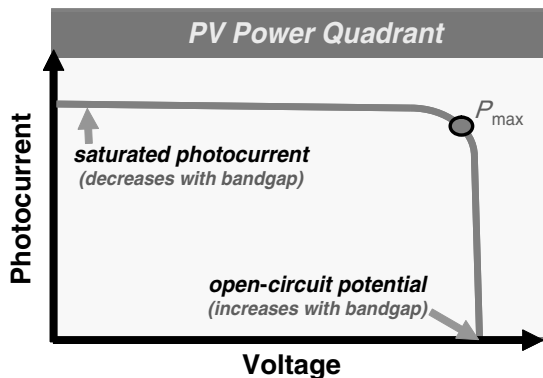 PV Power Quadrant
Photocurrent
Pmax
saturated photocurrent
(decreases with bandgap)
open-circuit potential
(increases with bandgap)
Voltage